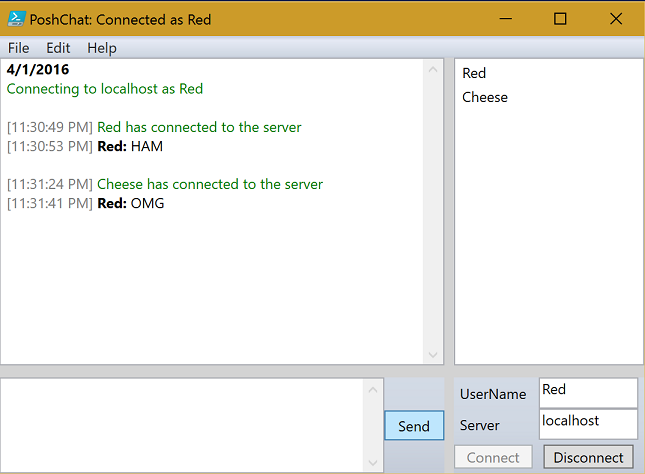 PoshChat: Connected as Red
File Edit Help
4/1/2016
Connecting to localhost as Red
[11:30:49 PM] Red has connected to the server
[11:30:53 PM] Red: HAM
[11:31:24 PM] Cheese has connected to the server
[11:31:41 PM] Red: OMG
Red
Cheese
Send
UserName Red
Server localhost
Connect Disconnect